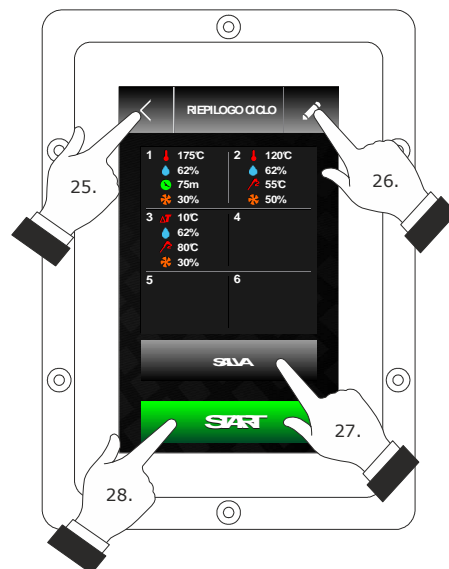 RIEPILOGO CICLO
1 175°C 2 120°C
62% 62%
75m 55°C
30% 50%
3 10°C 4
62%
80°C
30%
5 6
SALVA
START
25.
26.
27.
28.